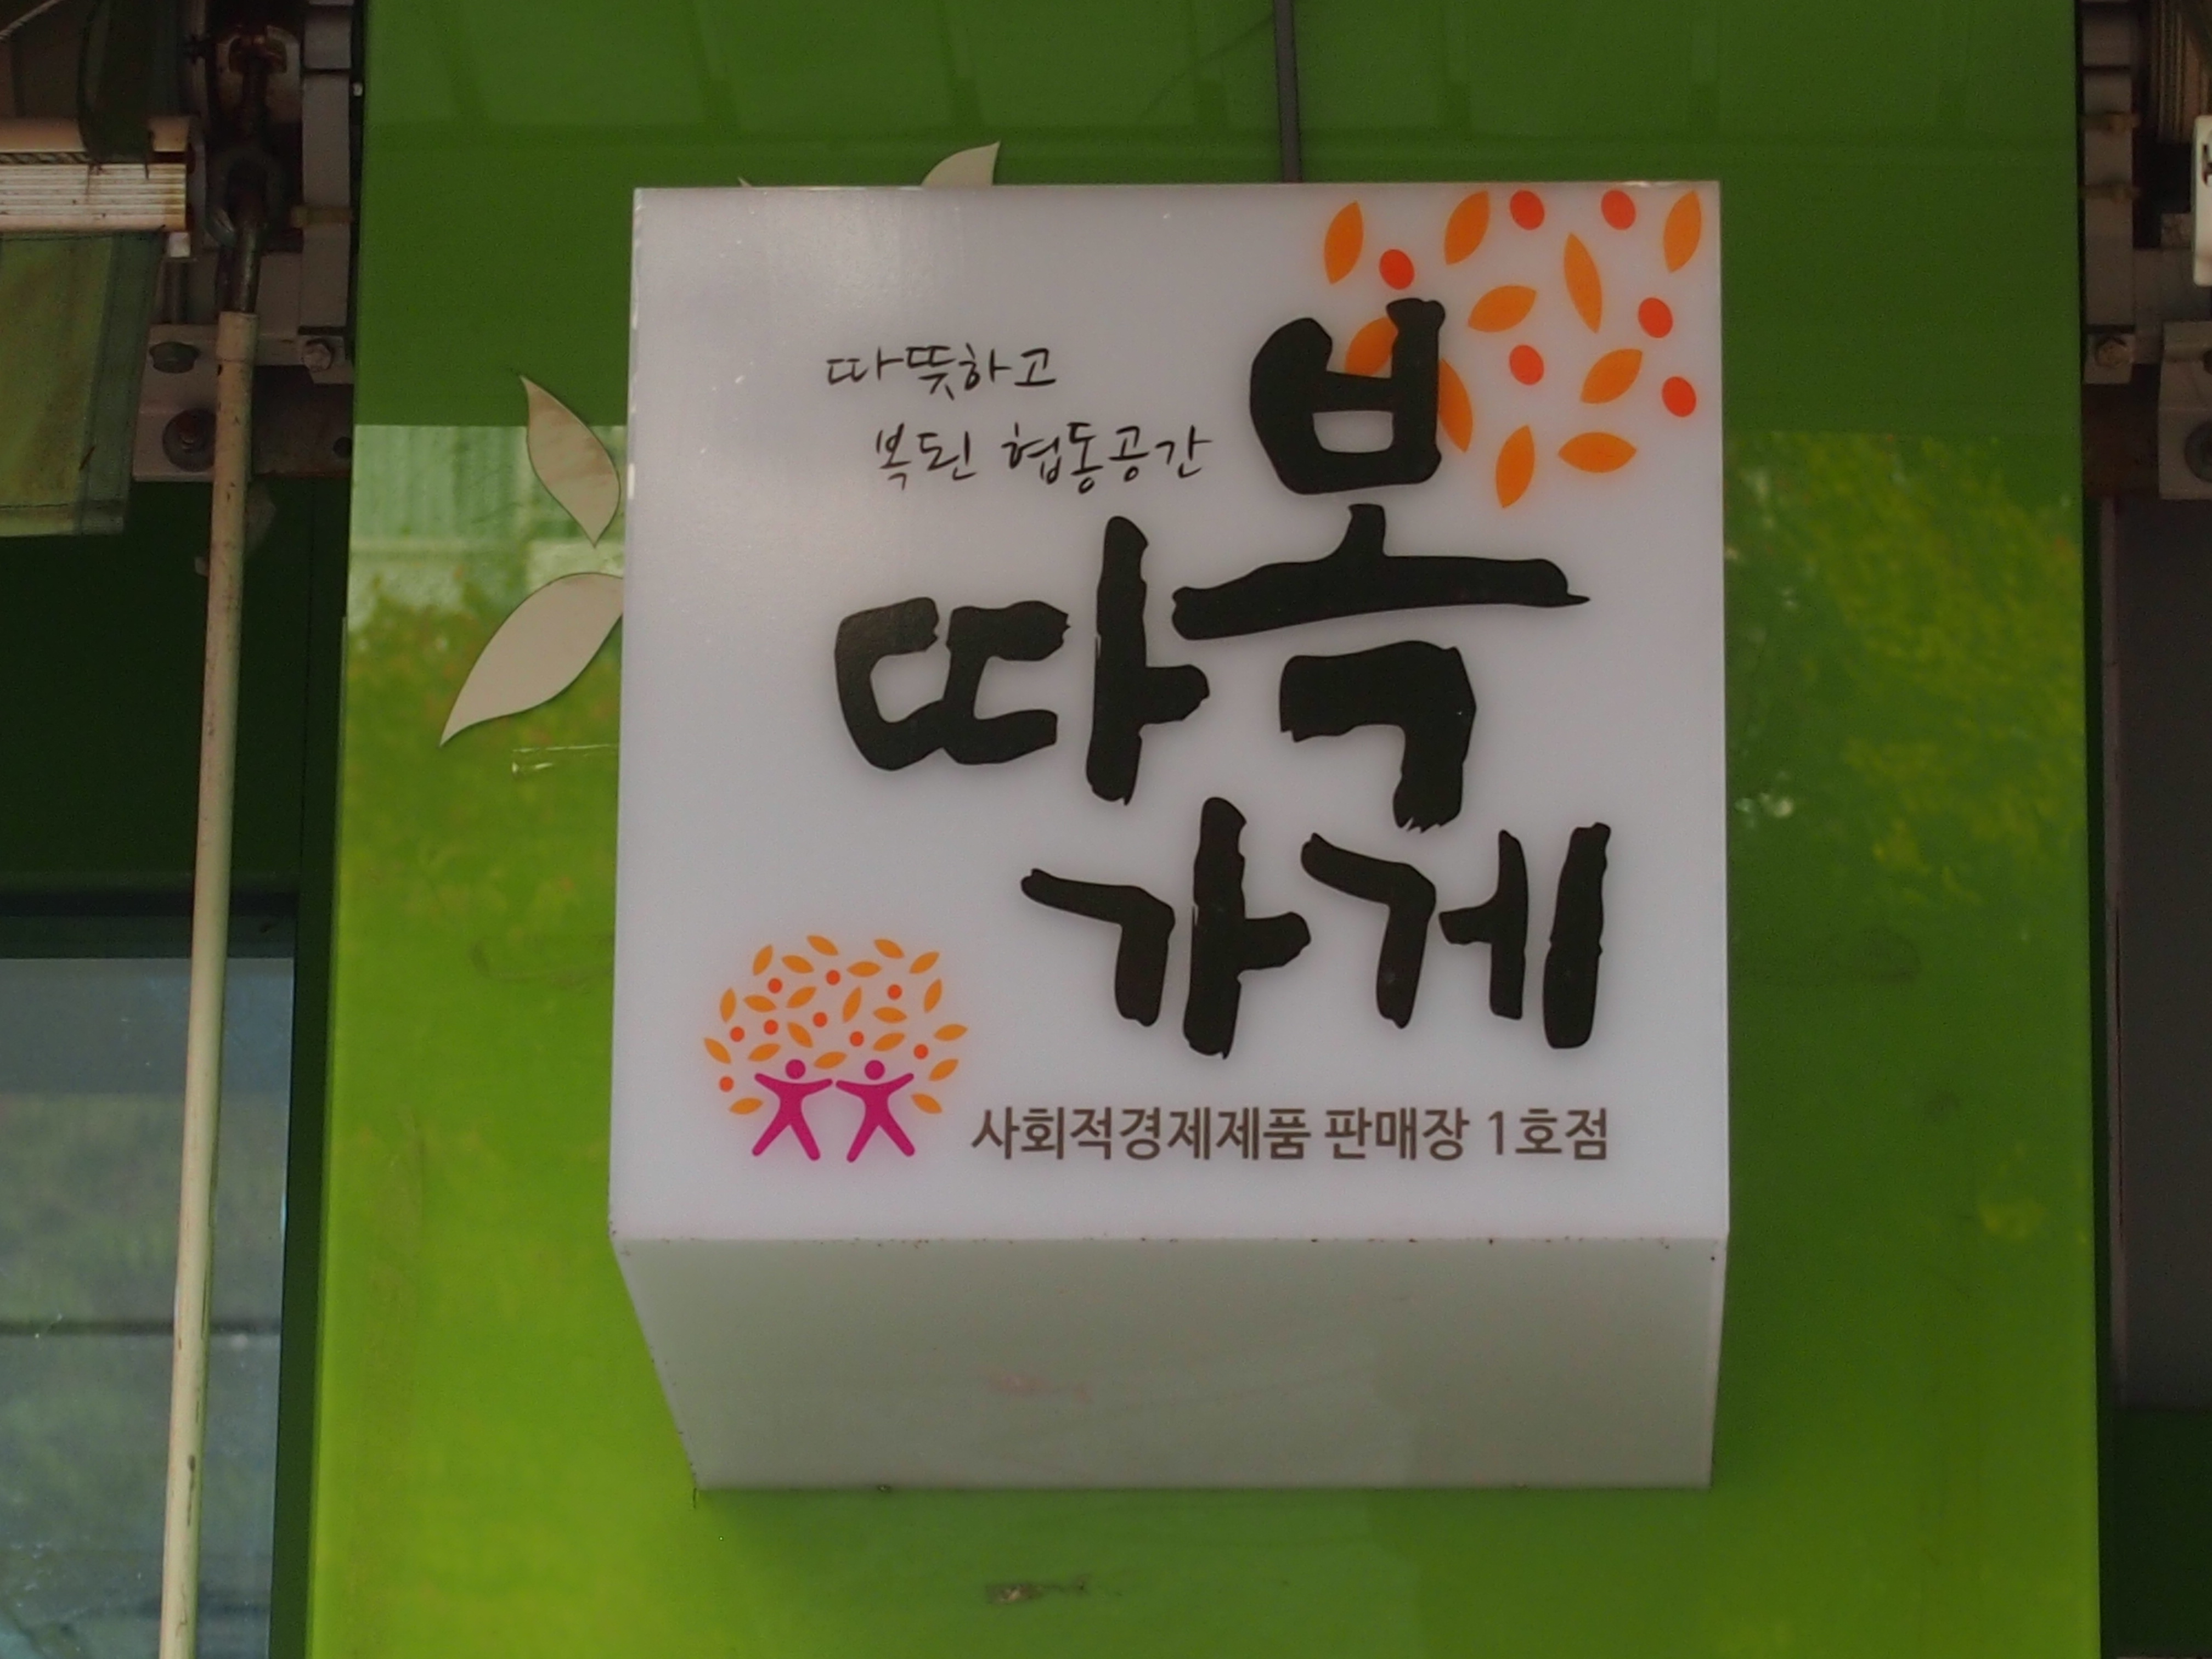 따뜻하고
복된 협동공간
따복
가게
사회적경제제품 판매장 1호점